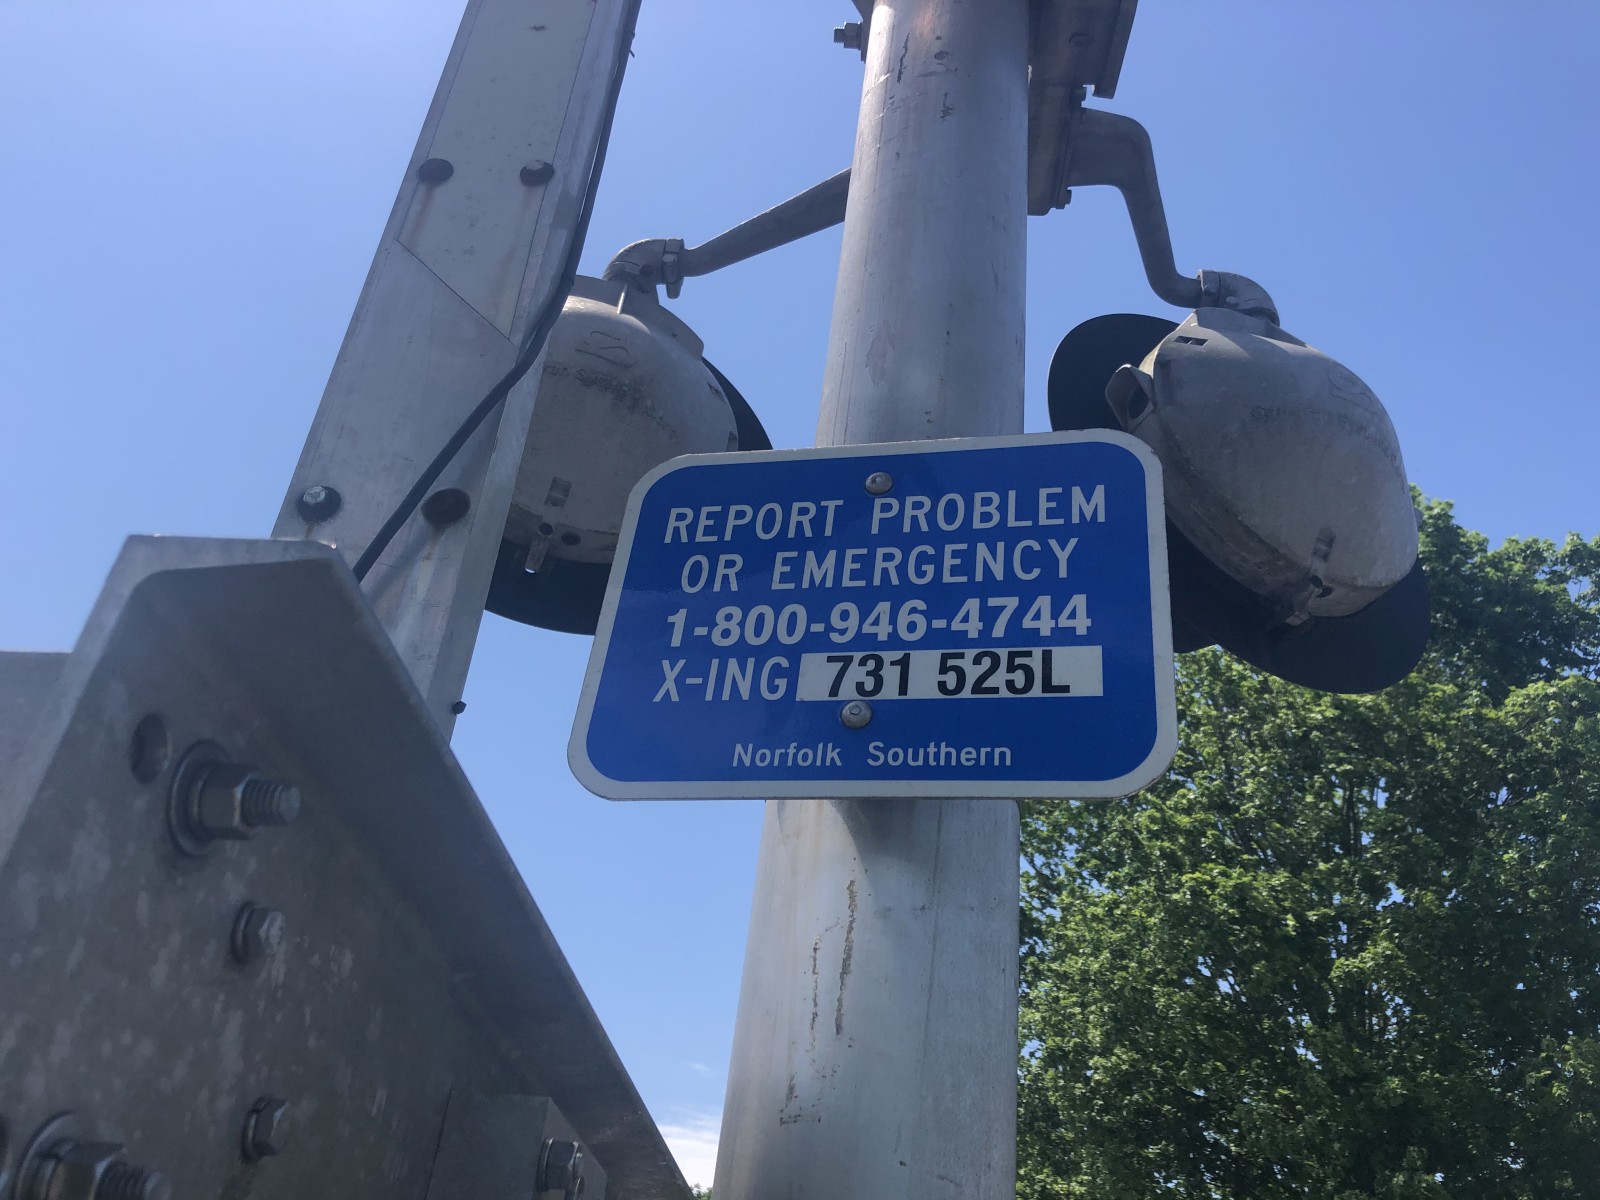 REPORT PROBLEM
OR EMERGENCY
1-800-946-4744
X-ING 731 525L
Norfolk Southern